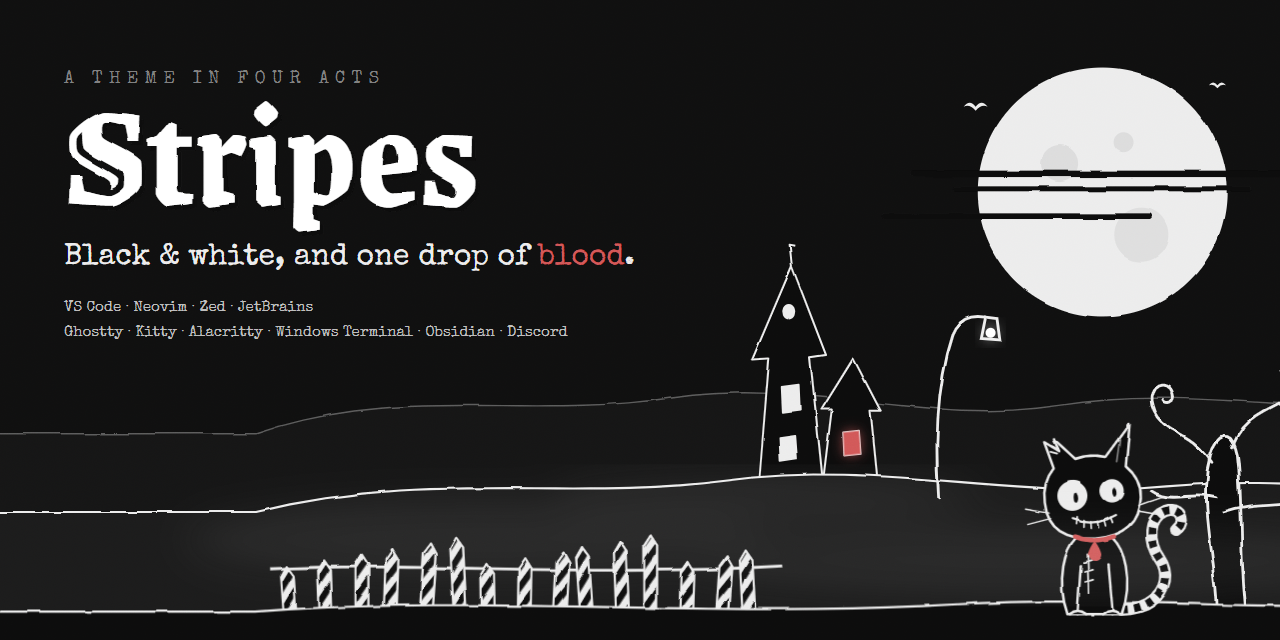 A THEME IN FOUR ACTS
Stripes
Black & white, and one drop of blood.
VS Code · Neovim · Zed · JetBrains
Ghostty · Kitty · Alacritty · Windows Terminal · Obsidian · Discord